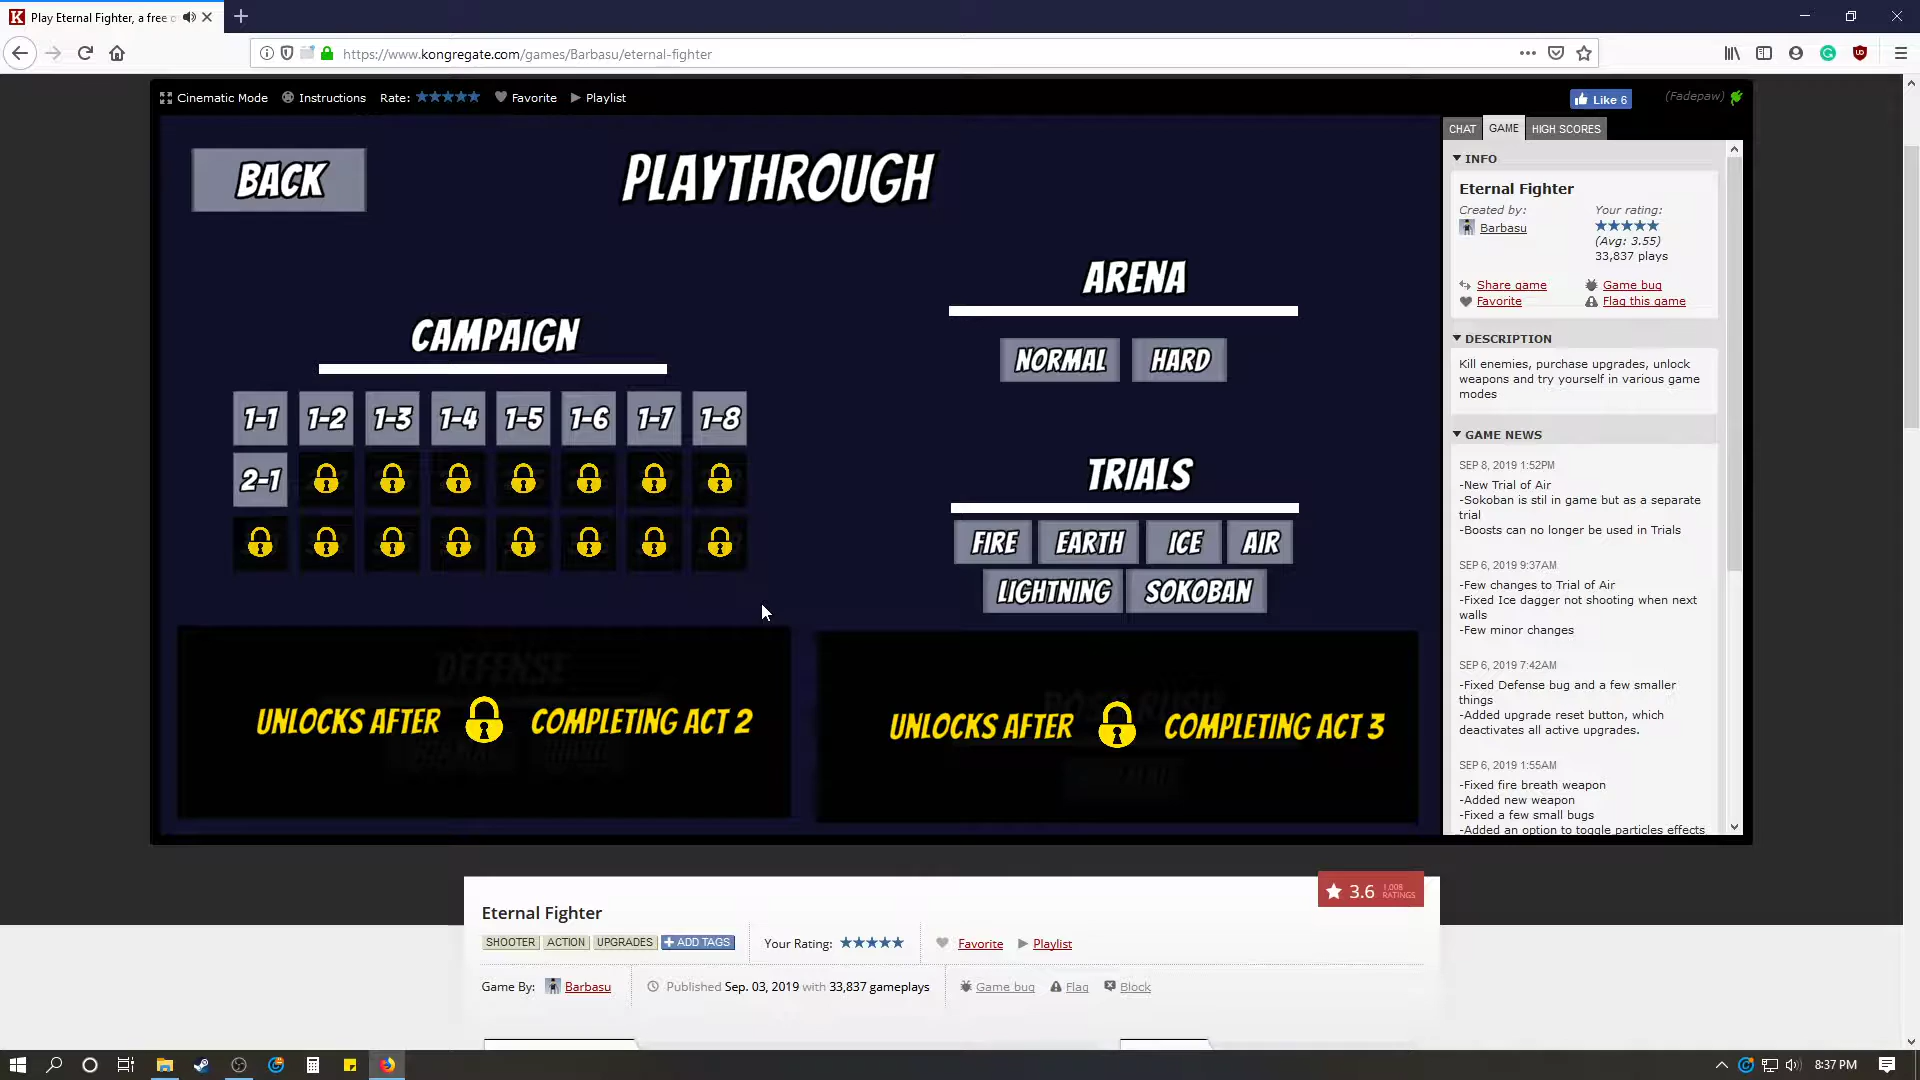 Play Eternal Fighter, a free o
https://www.kongregate.com/games/Barbasu/eternal-fighter
Cinematic Mode Instructions Rate: Favorite Playlist
Like 6
(Fadepaw)
BACK
PLAYTHROUGH
CAMPAIGN
1-1 1-2 1-3 1-4 1-5 1-6 1-7 1-8
2-1
ARENA
NORMAL HARD
TRIALS
FIRE EARTH ICE AIR
LIGHTNING SOKOBAN
DEFENSE
UNLOCKS AFTER COMPLETING ACT 2
UNLOCKS AFTER COMPLETING ACT 3
CHAT GAME HIGH SCORES
INFO
Eternal Fighter
Created by:
Barbasu
Your rating:
(Avg: 3.55)
33,837 plays
Share game Game bug
Favorite Flag this game
DESCRIPTION
Kill enemies, purchase upgrades, unlock
weapons and try yourself in various game
modes
GAME NEWS
SEP 8, 2019 1:52PM
-New Trial of Air
-Sokoban is stil in game but as a separate
trial
-Boosts can no longer be used in Trials
SEP 6, 2019 9:37AM
-Few changes to Trial of Air
-Fixed Ice dagger not shooting when next
walls
-Few minor changes
SEP 6, 2019 7:42AM
-Fixed Defense bug and a few smaller
things
-Added upgrade reset button, which
deactivates all active upgrades.
SEP 6, 2019 1:55AM
-Fixed fire breath weapon
-Added new weapon
-Fixed a few small bugs
-Added an option to toggle particles effects
3.6 1,008
RATINGS
Eternal Fighter
SHOOTER ACTION UPGRADES ADD TAGS Your Rating: Favorite Playlist
Game By: Barbasu Published Sep. 03, 2019 with 33,837 gameplays Game bug Flag Block
8:37 PM